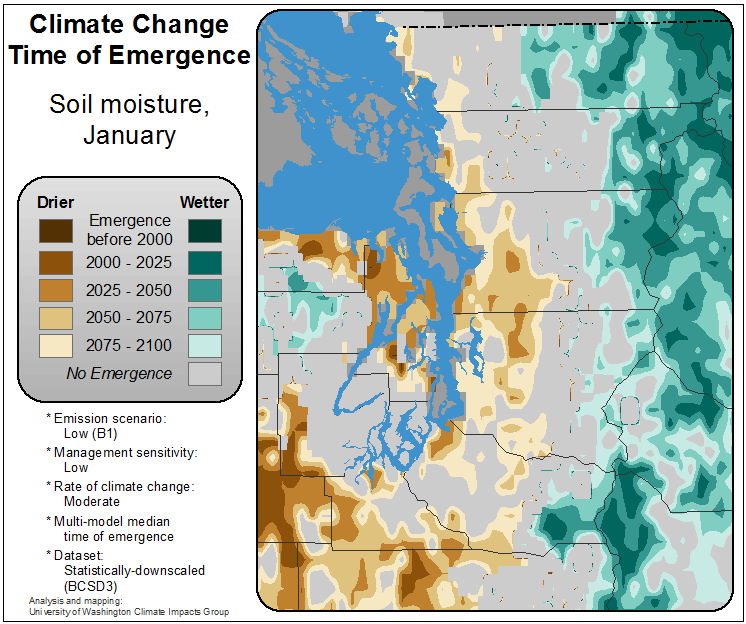 Climate Change
Time of Emergence
Soil moisture,
January
Drier Wetter
Emergence
before 2000
2000 - 2025
2025 - 2050
2050 - 2075
2075 - 2100
No Emergence
* Emission scenario:
Low (B1)
* Management sensitivity:
Low
* Rate of climate change:
Moderate
* Multi-model median
time of emergence
* Dataset:
Statistically-downscaled
(BCSD3)
Analysis and mapping:
University of Washington Climate Impacts Group